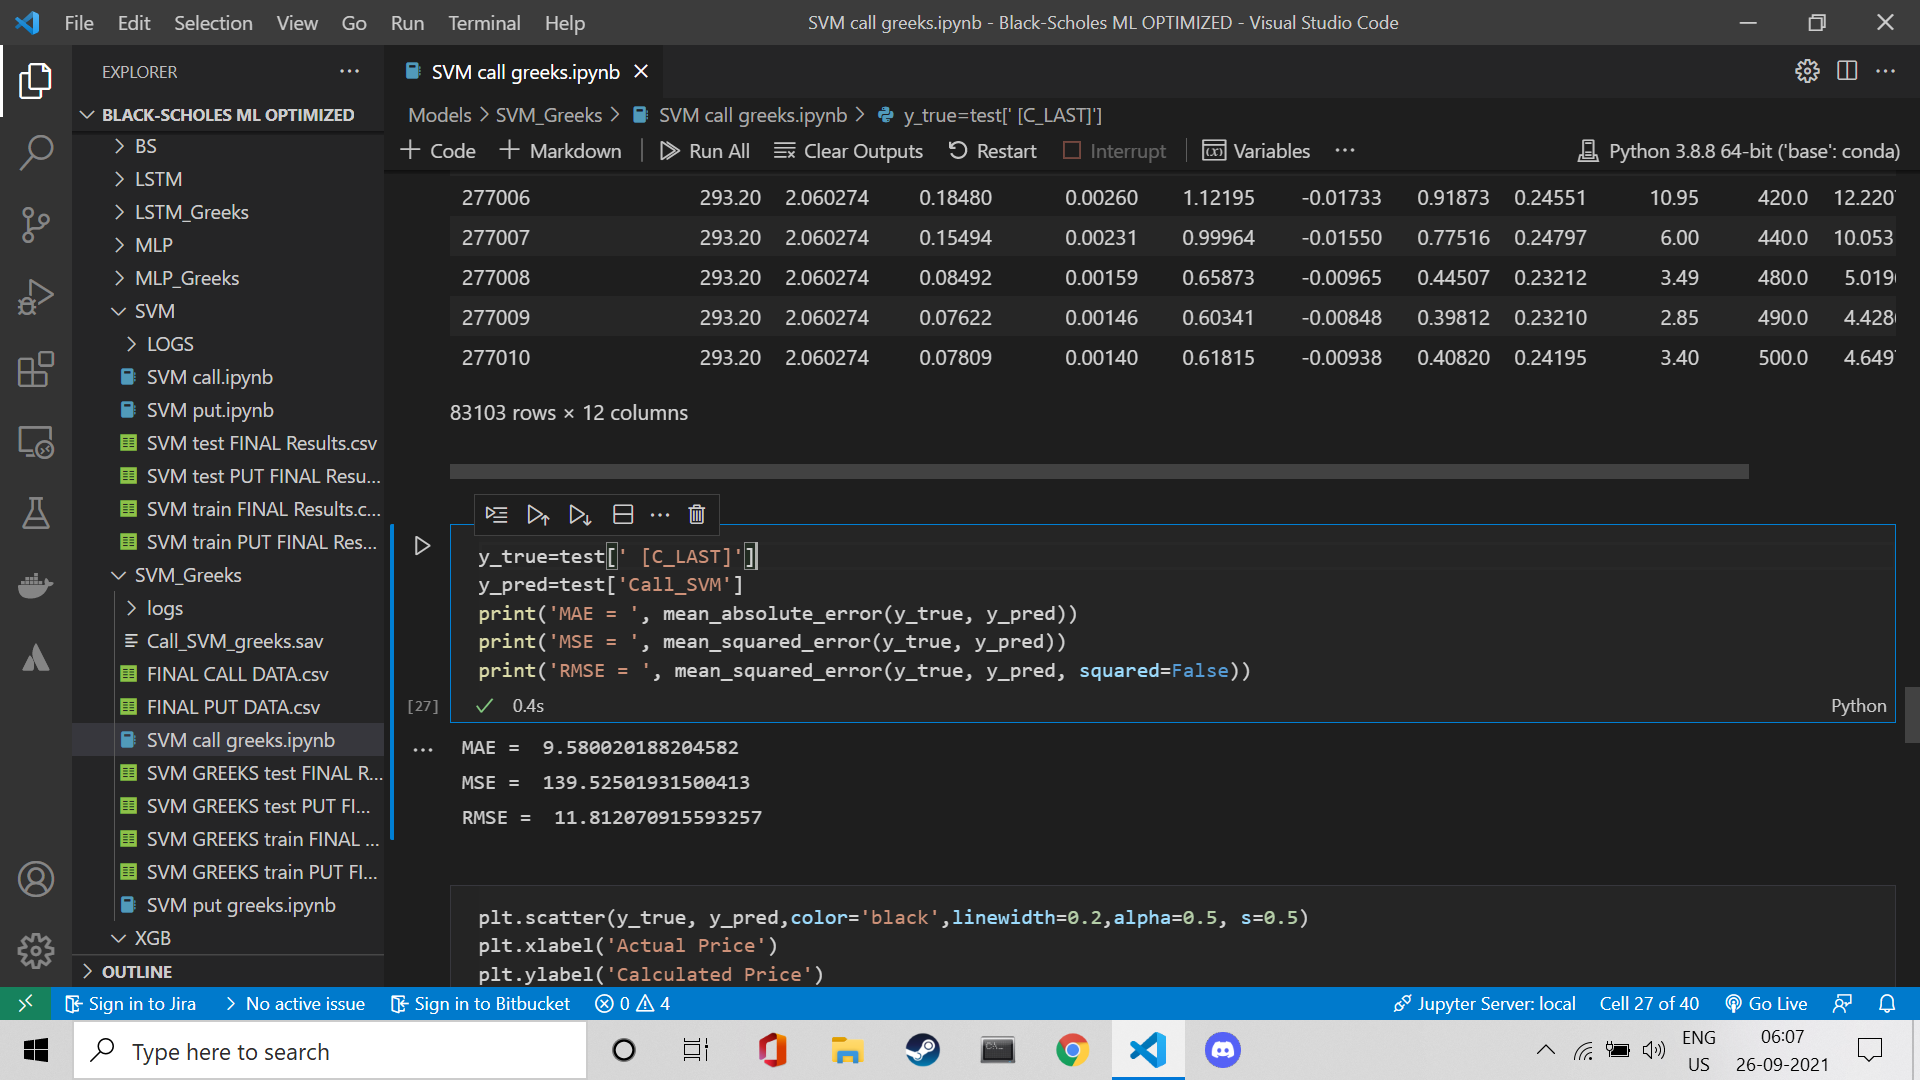 File Edit Selection View Go Run Terminal Help
SVM call greeks.ipynb - Black-Scholes ML OPTIMIZED - Visual Studio Code
EXPLORER
BLACK-SCHOLES ML OPTIMIZED
BS
LSTM
LSTM_Greeks
MLP
MLP_Greeks
SVM
LOGS
SVM call.ipynb
SVM put.ipynb
SVM test FINAL Results.csv
SVM test PUT FINAL Resu...
SVM train FINAL Results.c...
SVM train PUT FINAL Res...
SVM_Greeks
logs
Call_SVM_greeks.sav
FINAL CALL DATA.csv
FINAL PUT DATA.csv
SVM call greeks.ipynb
SVM GREEKS test FINAL R...
SVM GREEKS test PUT FI...
SVM GREEKS train FINAL ...
SVM GREEKS train PUT FI...
SVM put greeks.ipynb
XGB
OUTLINE
SVM call greeks.ipynb
Models > SVM_Greeks > SVM call greeks.ipynb > y_true=test[' [C_LAST]']
Code Markdown Run All Clear Outputs Restart Interrupt Variables ... Python 3.8.8 64-bit ('base': conda)
277006 293.20 2.060274 0.18480 0.00260 1.12195 -0.01733 0.91873 0.24551 10.95 420.0 12.220
277007 293.20 2.060274 0.15494 0.00231 0.99964 -0.01550 0.77516 0.24797 6.00 440.0 10.053
277008 293.20 2.060274 0.08492 0.00159 0.65873 -0.00965 0.44507 0.23212 3.49 480.0 5.019
277009 293.20 2.060274 0.07622 0.00146 0.60341 -0.00848 0.39812 0.23210 2.85 490.0 4.428
277010 293.20 2.060274 0.07809 0.00140 0.61815 -0.00938 0.40820 0.24195 3.40 500.0 4.649
83103 rows × 12 columns
y_true=test[' [C_LAST]']
y_pred=test['Call_SVM']
print('MAE = ', mean_absolute_error(y_true, y_pred))
print('MSE = ', mean_squared_error(y_true, y_pred))
print('RMSE = ', mean_squared_error(y_true, y_pred, squared=False))
[27] 0.4s Python
MAE =  9.580020188204582
MSE =  139.52501931500413
RMSE =  11.812070915593257
plt.scatter(y_true, y_pred,color='black',linewidth=0.2,alpha=0.5, s=0.5)
plt.xlabel('Actual Price')
plt.ylabel('Calculated Price')
Sign in to Jira No active issue Sign in to Bitbucket 0 4 Jupyter Server: local Cell 27 of 40 Go Live
Type here to search
ENG
US
06:07
26-09-2021